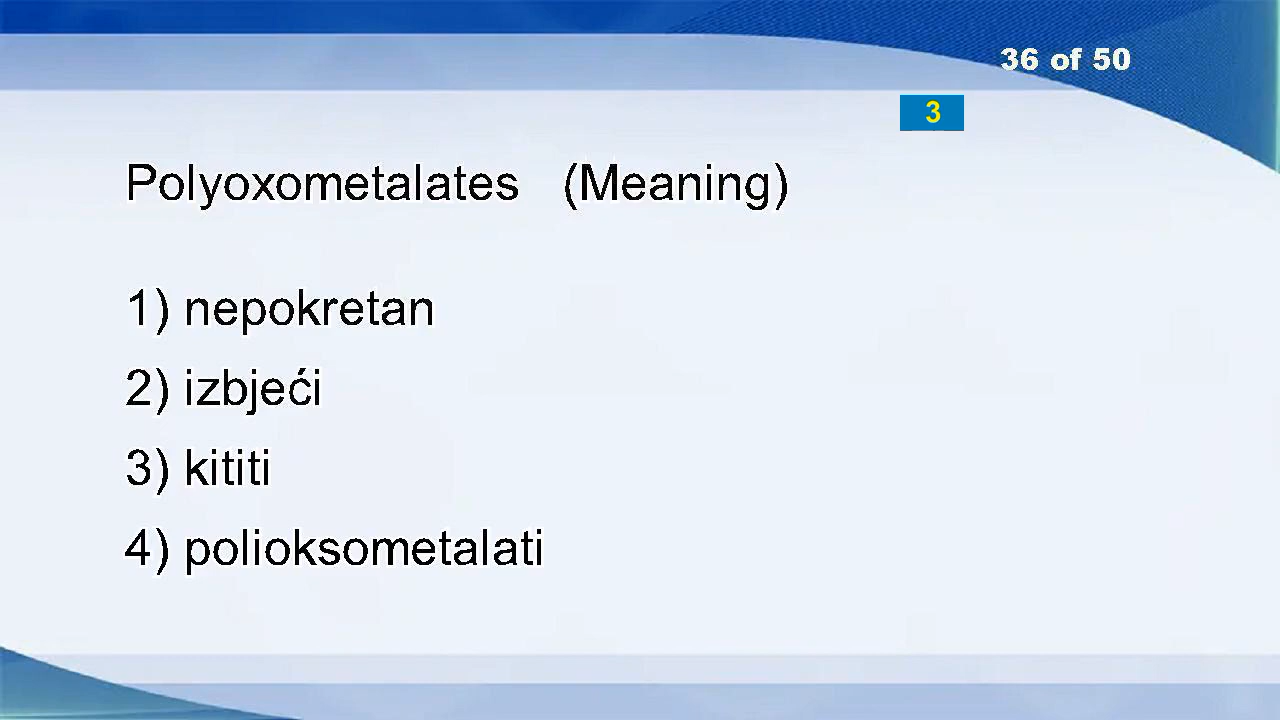 36 of 50
3
Polyoxometalates (Meaning)
1) nepokretan
2) izbjeći
3) kititi
4) polioksometalati